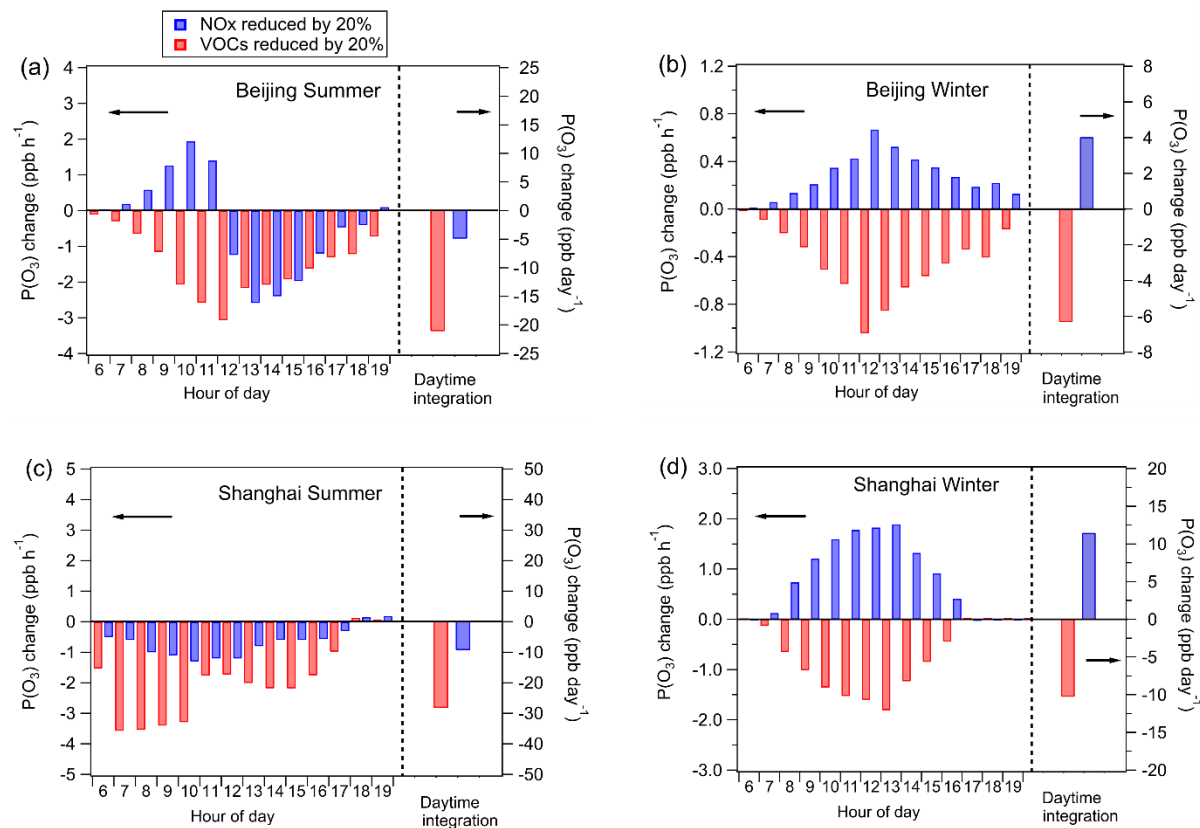 NOx reduced by 20%
VOCs reduced by 20%
(a)
Beijing Summer
P(O₃) change (ppb h⁻¹)
4
3
2
1
0
-1
-2
-3
-4
25
20
15
10
5
0
-5
-10
-15
-20
-25
P(O₃) change (ppb day⁻¹)
6 7 8 9 10 11 12 13 14 15 16 17 18 19
Hour of day
Daytime
integration
(b)
Beijing Winter
P(O₃) change (ppb h⁻¹)
1.2
0.8
0.4
0.0
-0.4
-0.8
-1.2
8
6
4
2
0
-2
-4
-6
-8
P(O₃) change (ppb day⁻¹)
6 7 8 9 10 11 12 13 14 15 16 17 18 19
Hour of day
Daytime
integration
(c)
Shanghai Summer
P(O₃) change (ppb h⁻¹)
5
4
3
2
1
0
-1
-2
-3
-4
-5
50
40
30
20
10
0
-10
-20
-30
-40
-50
P(O₃) change (ppb day⁻¹)
6 7 8 9 10 11 12 13 14 15 16 17 18 19
Hour of day
Daytime
integration
(d)
Shanghai Winter
P(O₃) change (ppb h⁻¹)
3.0
2.0
1.0
0.0
-1.0
-2.0
-3.0
20
15
10
5
0
-5
-10
-15
-20
P(O₃) change (ppb day⁻¹)
6 7 8 9 10 11 12 13 14 15 16 17 18 19
Hour of day
Daytime
integration